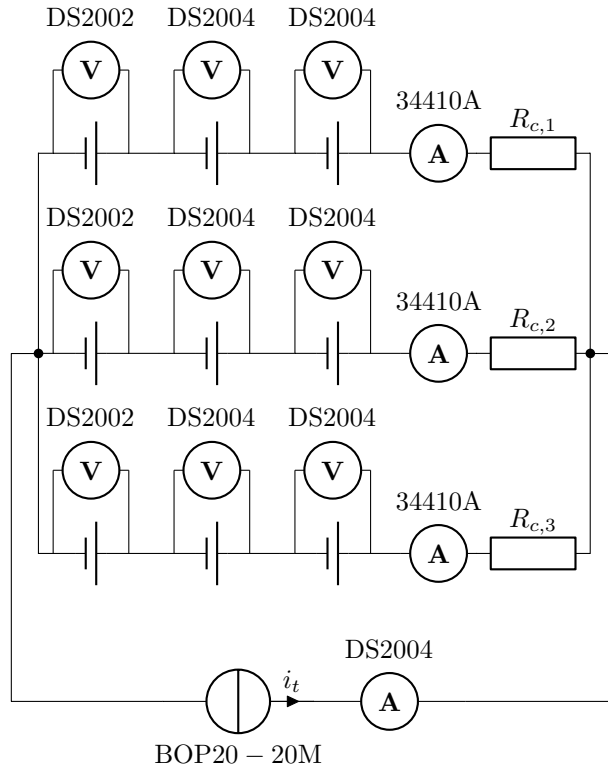 DS2002 DS2004 DS2004
V V V
34410A
A
R_{c,1}
DS2002 DS2004 DS2004
V V V
34410A
A
R_{c,2}
DS2002 DS2004 DS2004
V V V
34410A
A
R_{c,3}
DS2004
i_t
A
BOP20 − 20M